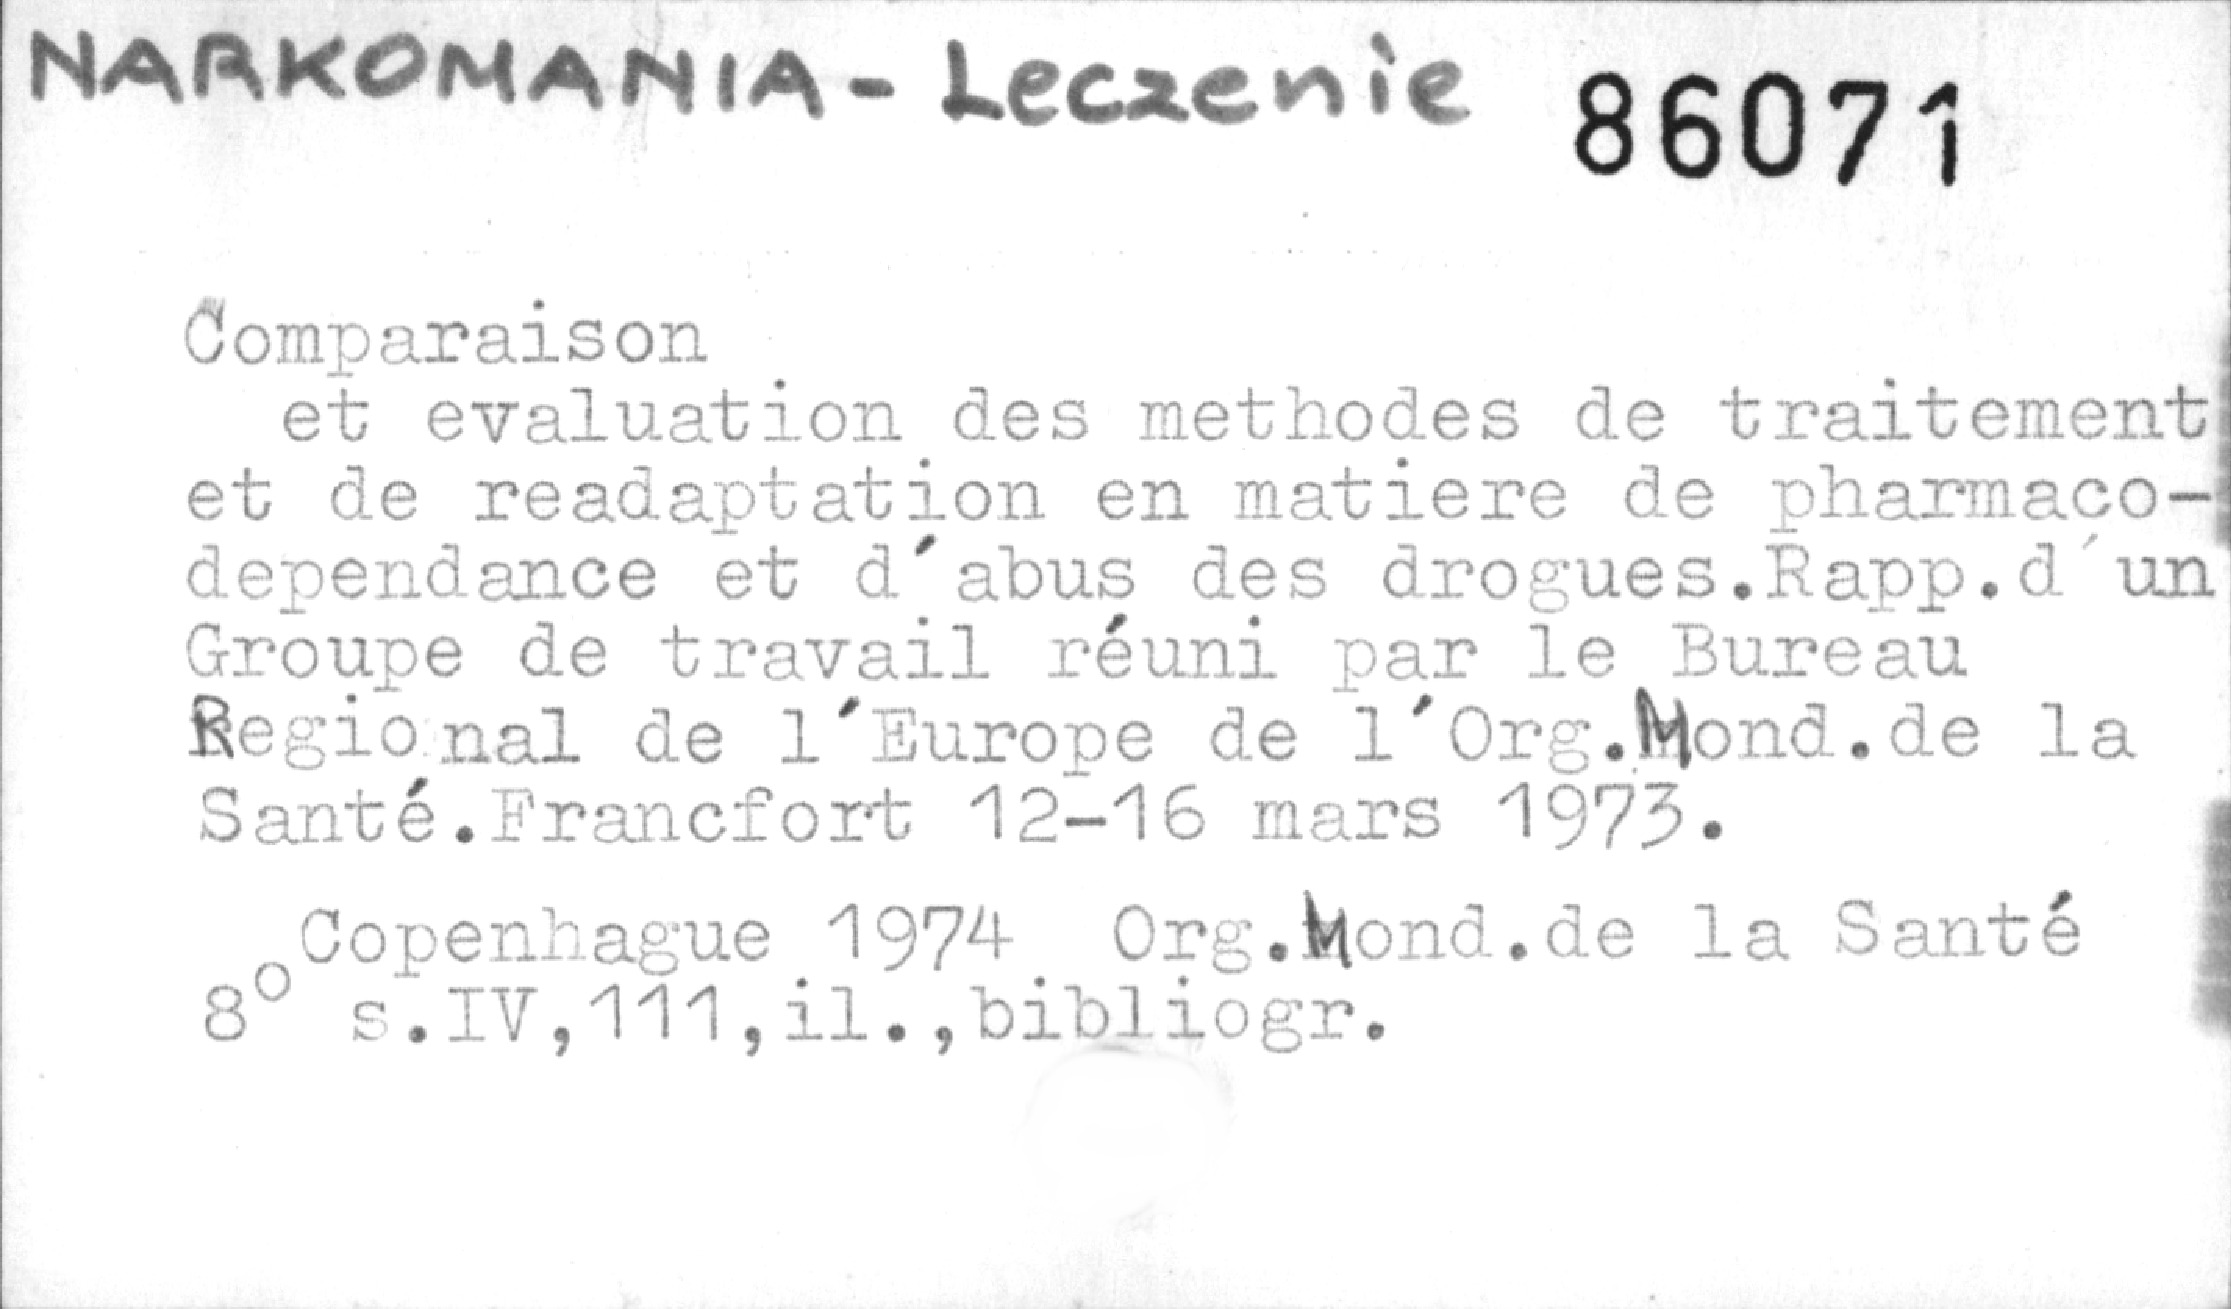 NARKOMANIA - Leczenie 86071
Comparaison
et evaluation des methodes de traitement
et de readaptation en matiere de pharmaco-
dependance et d´abus des drogues.Rapp.d´un
Groupe de travail réuni par le Bureau
Regional de l´Europe de l´Org.Mond.de la
Santé.Francfort 12-16 mars 1973.
Copenhague 1974 Org.Mond.de la Santé
8° s.IV,111,il.,bibliogr.